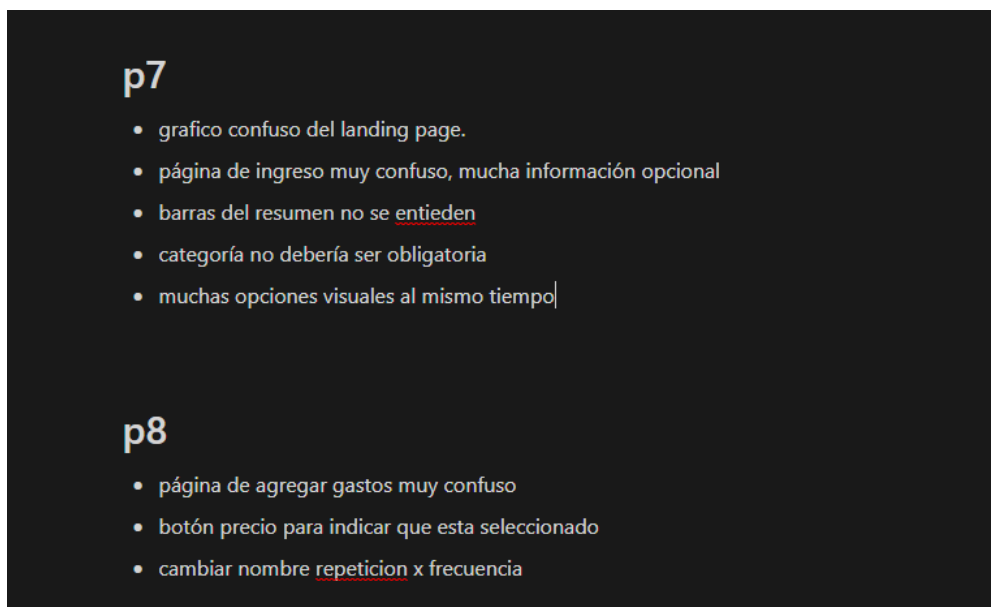 p7
• grafico confuso del landing page.
• página de ingreso muy confuso, mucha información opcional
• barras del resumen no se entieden
• categoría no debería ser obligatoria
• muchas opciones visuales al mismo tiempo
p8
• página de agregar gastos muy confuso
• botón precio para indicar que esta seleccionado
• cambiar nombre repeticion x frecuencia